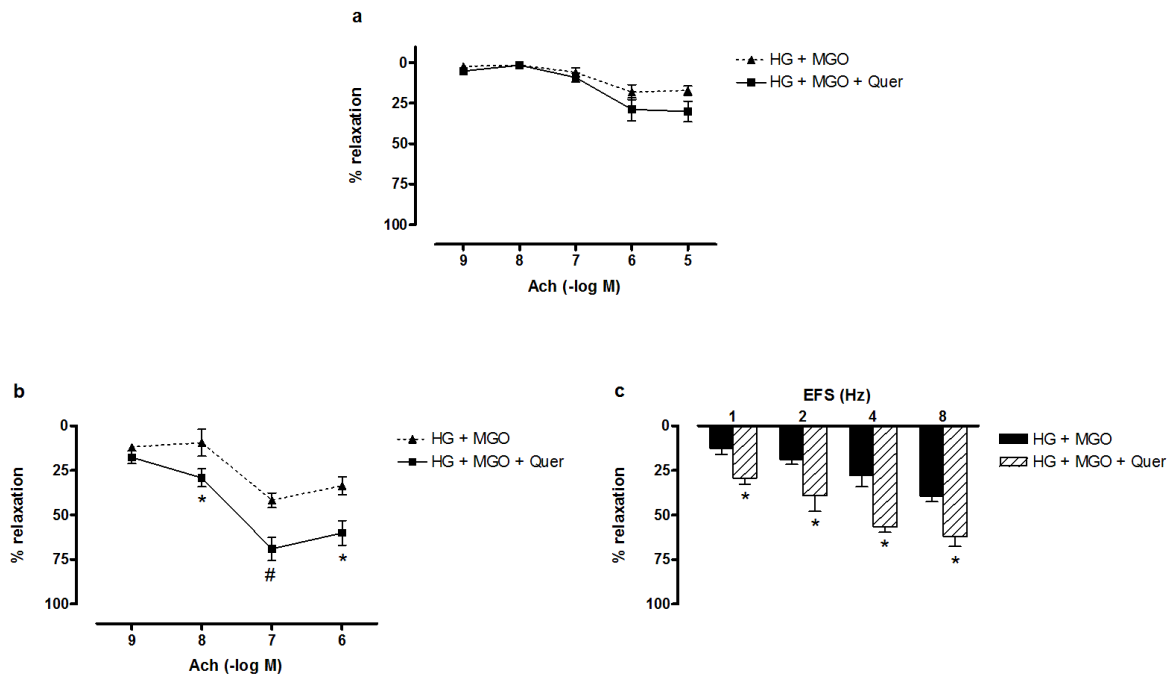 a
HG + MGO
HG + MGO + Quer
% relaxation
0
25
50
75
100
9 8 7 6 5
Ach (-log M)
b
HG + MGO
HG + MGO + Quer
% relaxation
0
25
50
75
100
* # *
9 8 7 6
Ach (-log M)
c
EFS (Hz)
1 2 4 8
HG + MGO
HG + MGO + Quer
% relaxation
0
25
50
75
100
* * * *